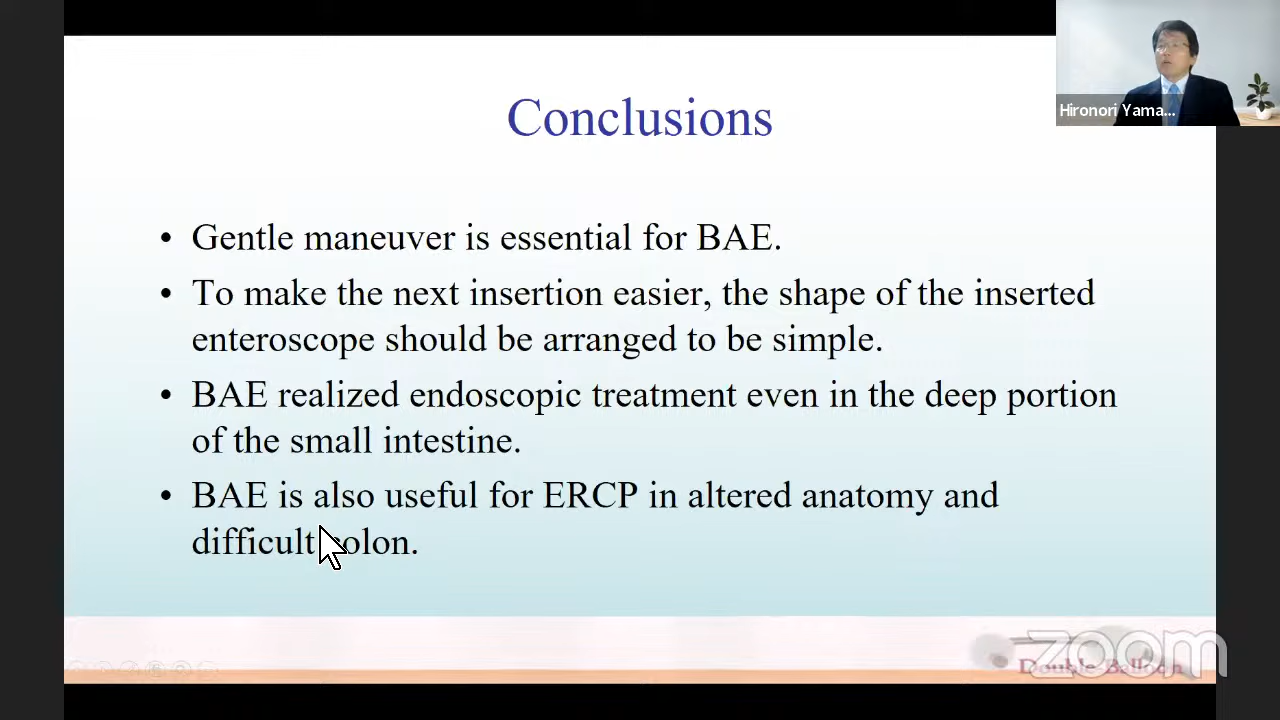 Conclusions
Hironori Yama...
• Gentle maneuver is essential for BAE.
• To make the next insertion easier, the shape of the inserted
enteroscope should be arranged to be simple.
• BAE realized endoscopic treatment even in the deep portion
of the small intestine.
• BAE is also useful for ERCP in altered anatomy and
difficult colon.
zoom
Double-Balloon